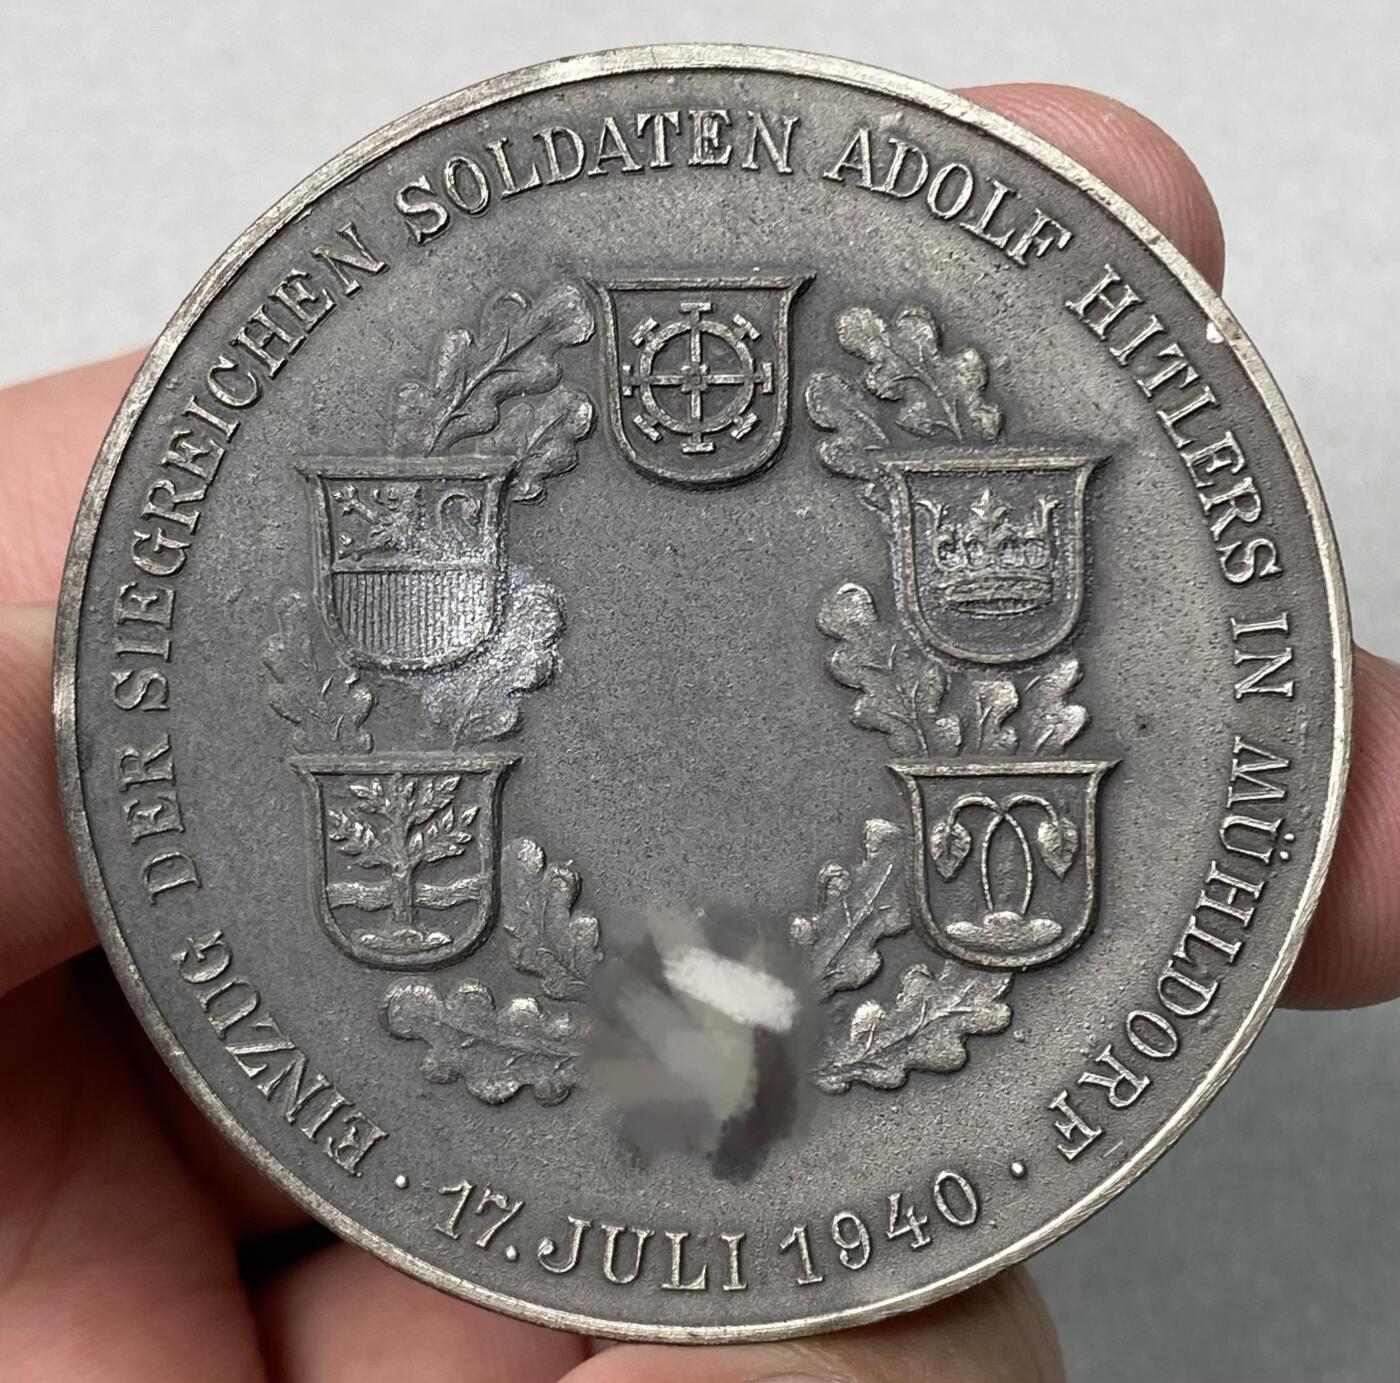 EINZUG DER SIEGREICHEN SOLDATEN ADOLF HITLERS IN MÜHLDORF
· 17. JULI 1940 ·